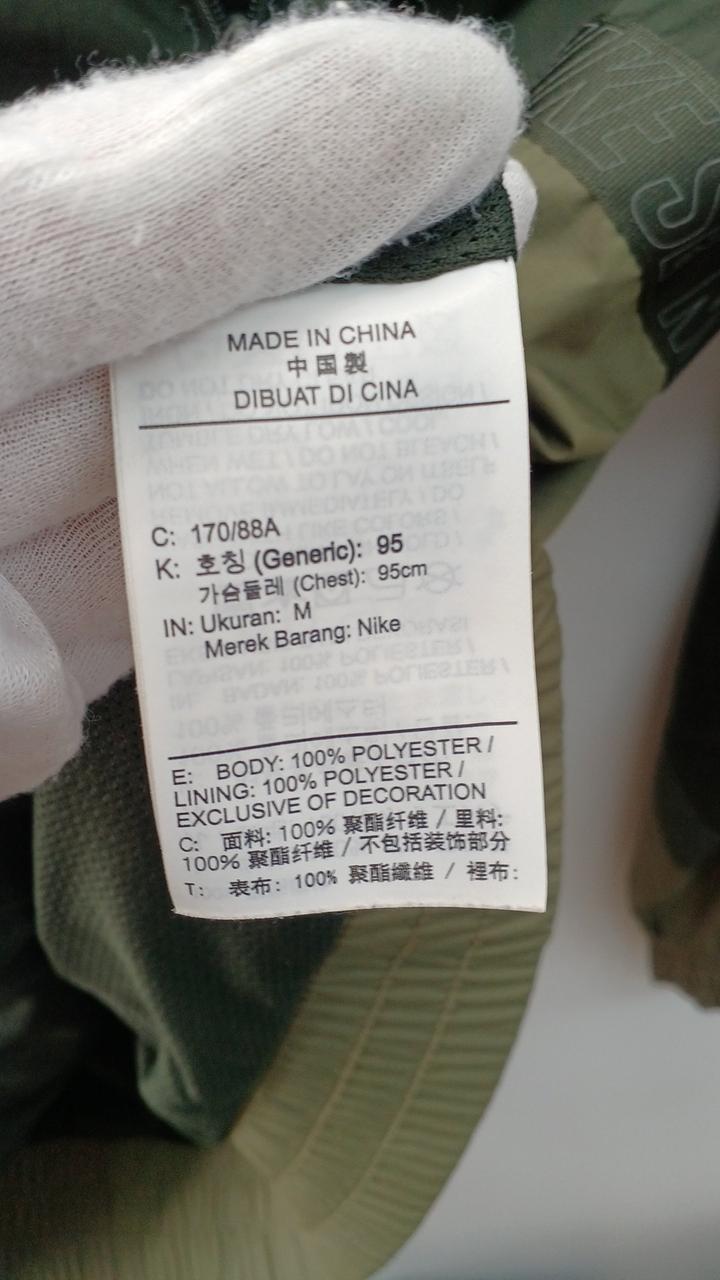 MADE IN CHINA
中国製
DIBUAT DI CINA
C: 170/88A
K: 호칭 (Generic): 95
가슴둘레 (Chest): 95cm
IN: Ukuran: M
Merek Barang: Nike
E: BODY: 100% POLYESTER /
LINING: 100% POLYESTER /
EXCLUSIVE OF DECORATION
C: 面料: 100% 聚酯纤维 / 里料:
100% 聚酯纤维 / 不包括装饰部分
T: 表布: 100% 聚酯纖維 / 裡布: